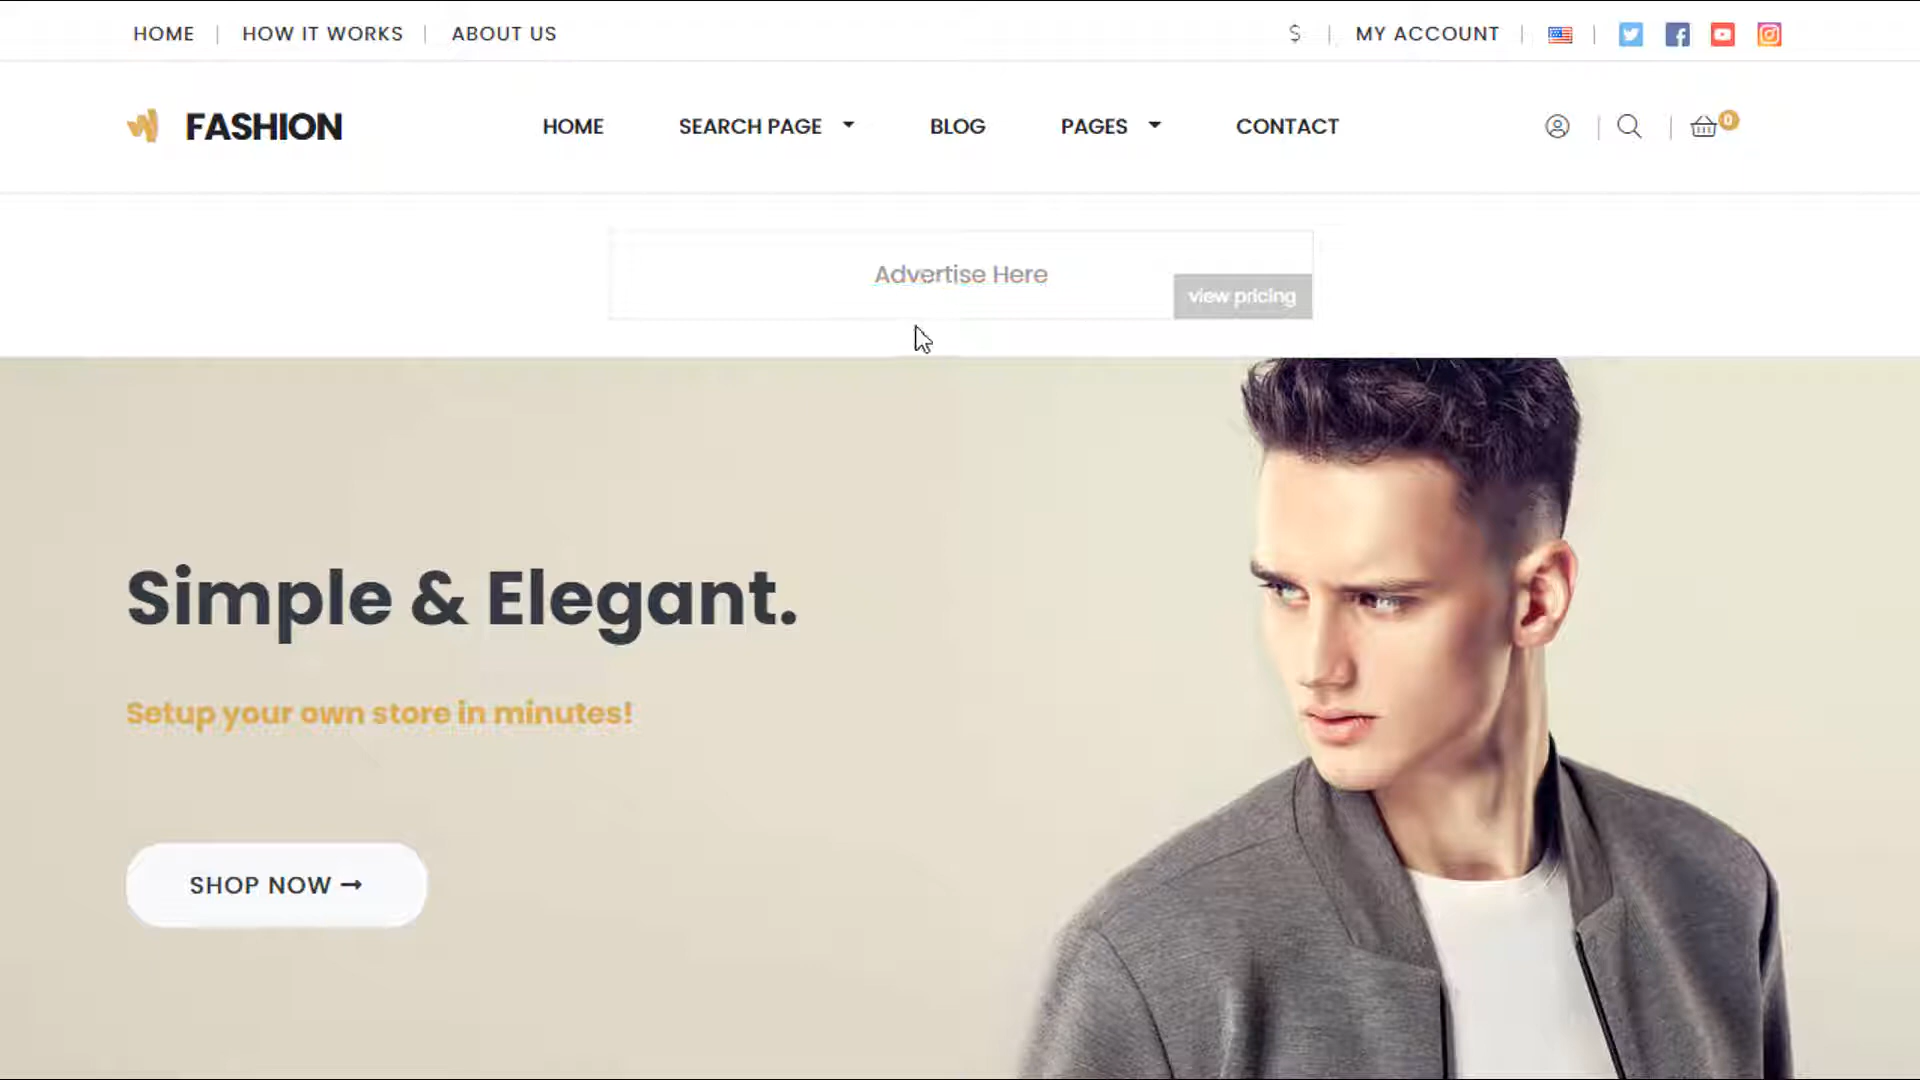 HOME | HOW IT WORKS | ABOUT US
$ | MY ACCOUNT
FASHION
HOME SEARCH PAGE BLOG PAGES CONTACT
0
Advertise Here
view pricing
Simple & Elegant.
Setup your own store in minutes!
SHOP NOW →